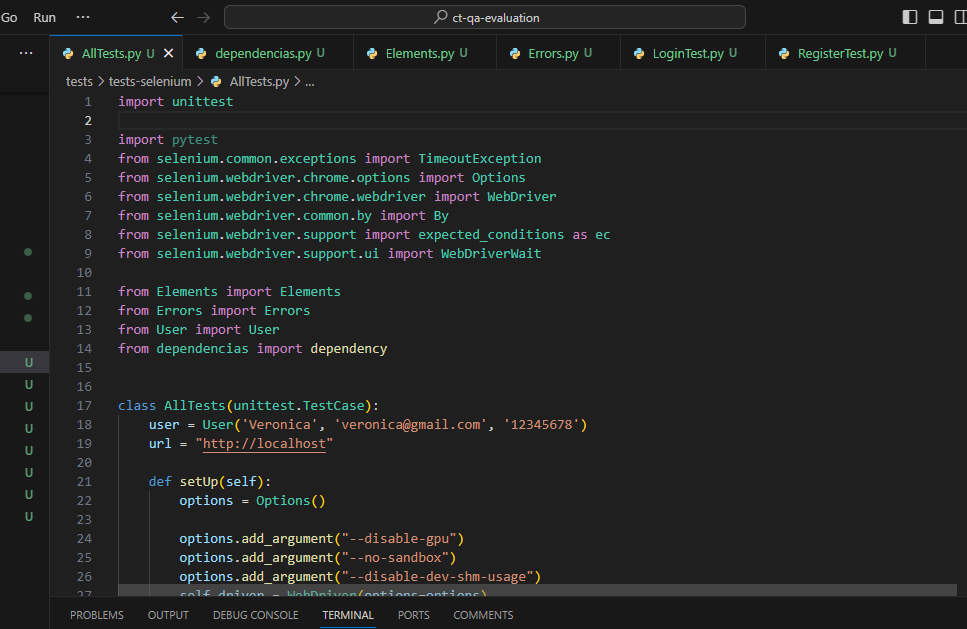 Go Run ··· ← → ct-qa-evaluation
··· AllTests.py U × dependencias.py U Elements.py U Errors.py U LoginTest.py U RegisterTest.py U
tests > tests-selenium > AllTests.py > ...
1 import unittest
2
3 import pytest
4 from selenium.common.exceptions import TimeoutException
5 from selenium.webdriver.chrome.options import Options
6 from selenium.webdriver.chrome.webdriver import WebDriver
7 from selenium.webdriver.common.by import By
8 from selenium.webdriver.support import expected_conditions as ec
9 from selenium.webdriver.support.ui import WebDriverWait
10
11 from Elements import Elements
12 from Errors import Errors
13 from User import User
14 from dependencias import dependency
15
16
17 class AllTests(unittest.TestCase):
18 user = User('Veronica', 'veronica@gmail.com', '12345678')
19 url = "http://localhost"
20
21 def setUp(self):
22 options = Options()
23
24 options.add_argument("--disable-gpu")
25 options.add_argument("--no-sandbox")
26 options.add_argument("--disable-dev-shm-usage")
27 self.driver = WebDriver(options=options)
U
U
U
U
U
U
U
U
PROBLEMS OUTPUT DEBUG CONSOLE TERMINAL PORTS COMMENTS